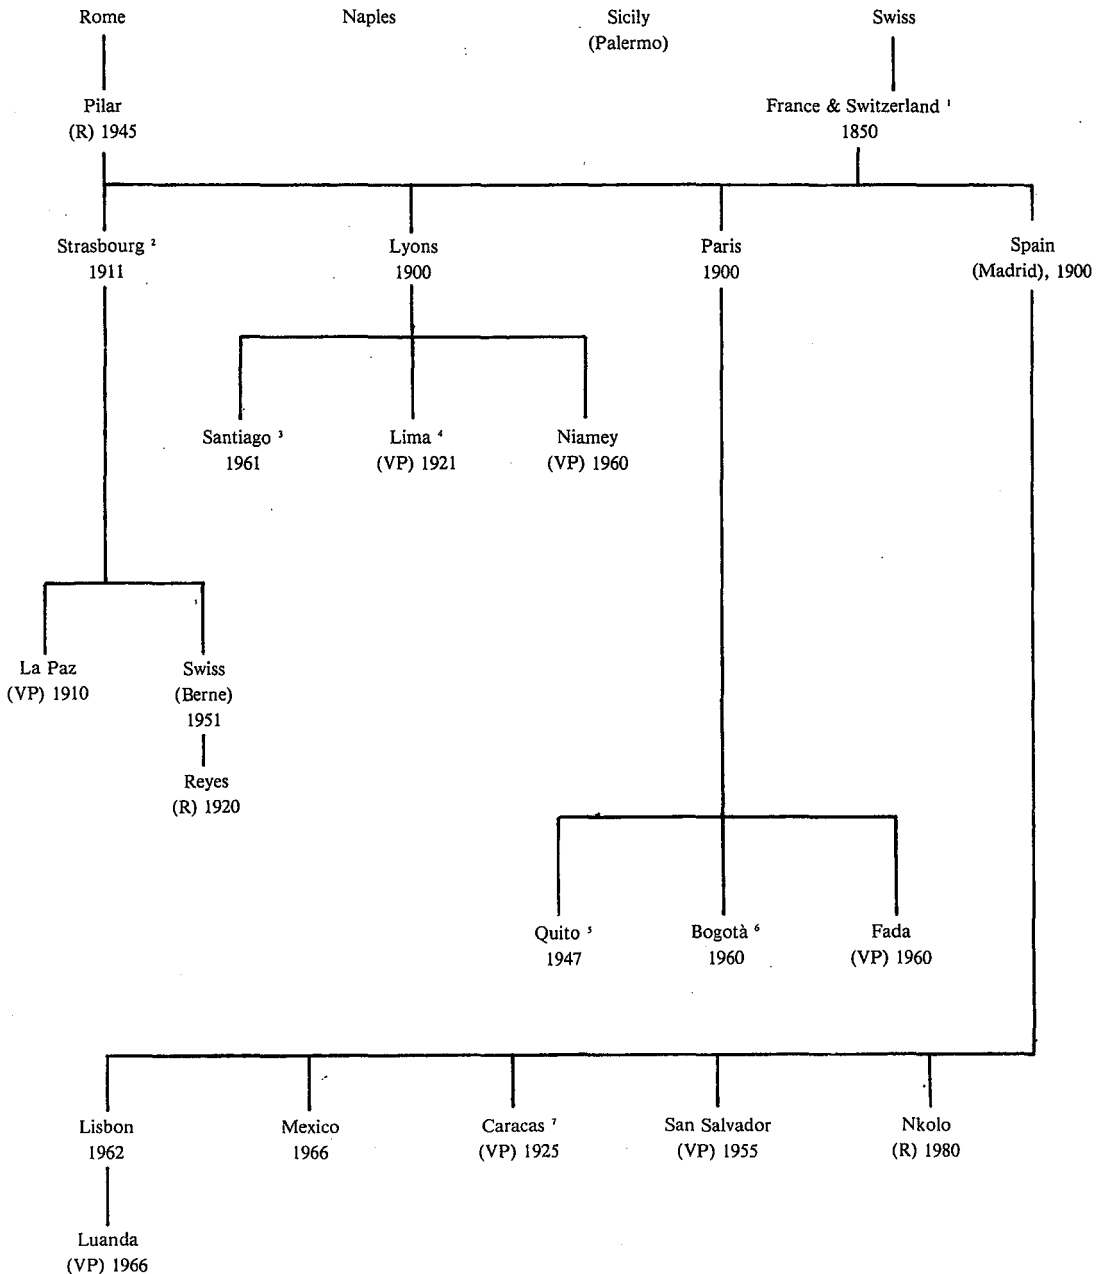 Rome
Naples
Sicily
(Palermo)
Swiss
Pilar
(R) 1945
France & Switzerland ¹
1850
Strasbourg ²
1911
Lyons
1900
Paris
1900
Spain
(Madrid), 1900
Santiago ³
1961
Lima ⁴
(VP) 1921
Niamey
(VP) 1960
La Paz
(VP) 1910
Swiss
(Berne)
1951
Reyes
(R) 1920
Quito ⁵
1947
Bogotà ⁶
1960
Fada
(VP) 1960
Lisbon
1962
Mexico
1966
Caracas ⁷
(VP) 1925
San Salvador
(VP) 1955
Nkolo
(R) 1980
Luanda
(VP) 1966